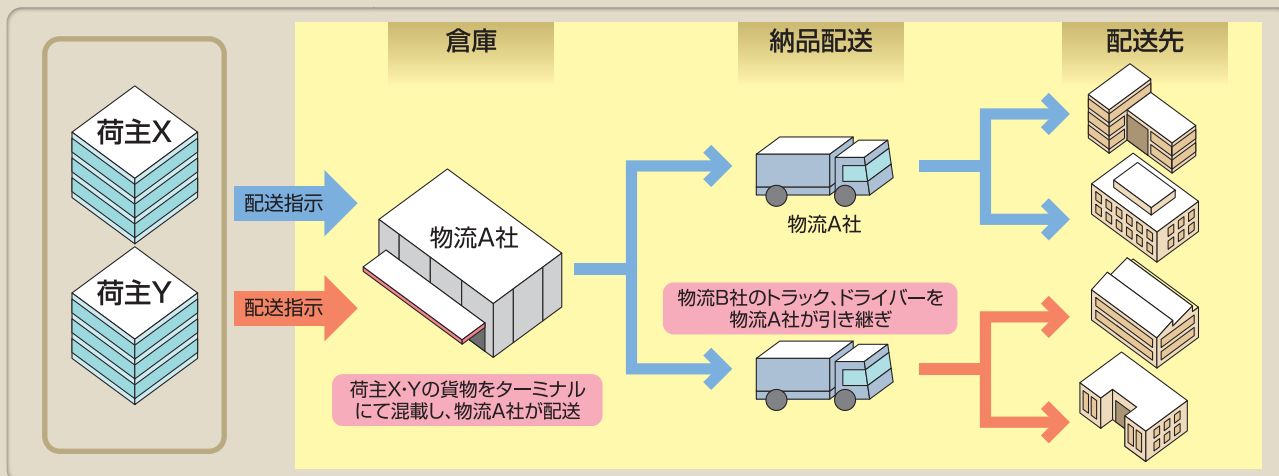 倉庫
納品配送
配送先
荷主X
荷主Y
配送指示
配送指示
物流A社
荷主X・Yの貨物をターミナル
にて混載し、物流A社が配送
物流A社
物流B社のトラック、ドライバーを
物流A社が引き継ぎ